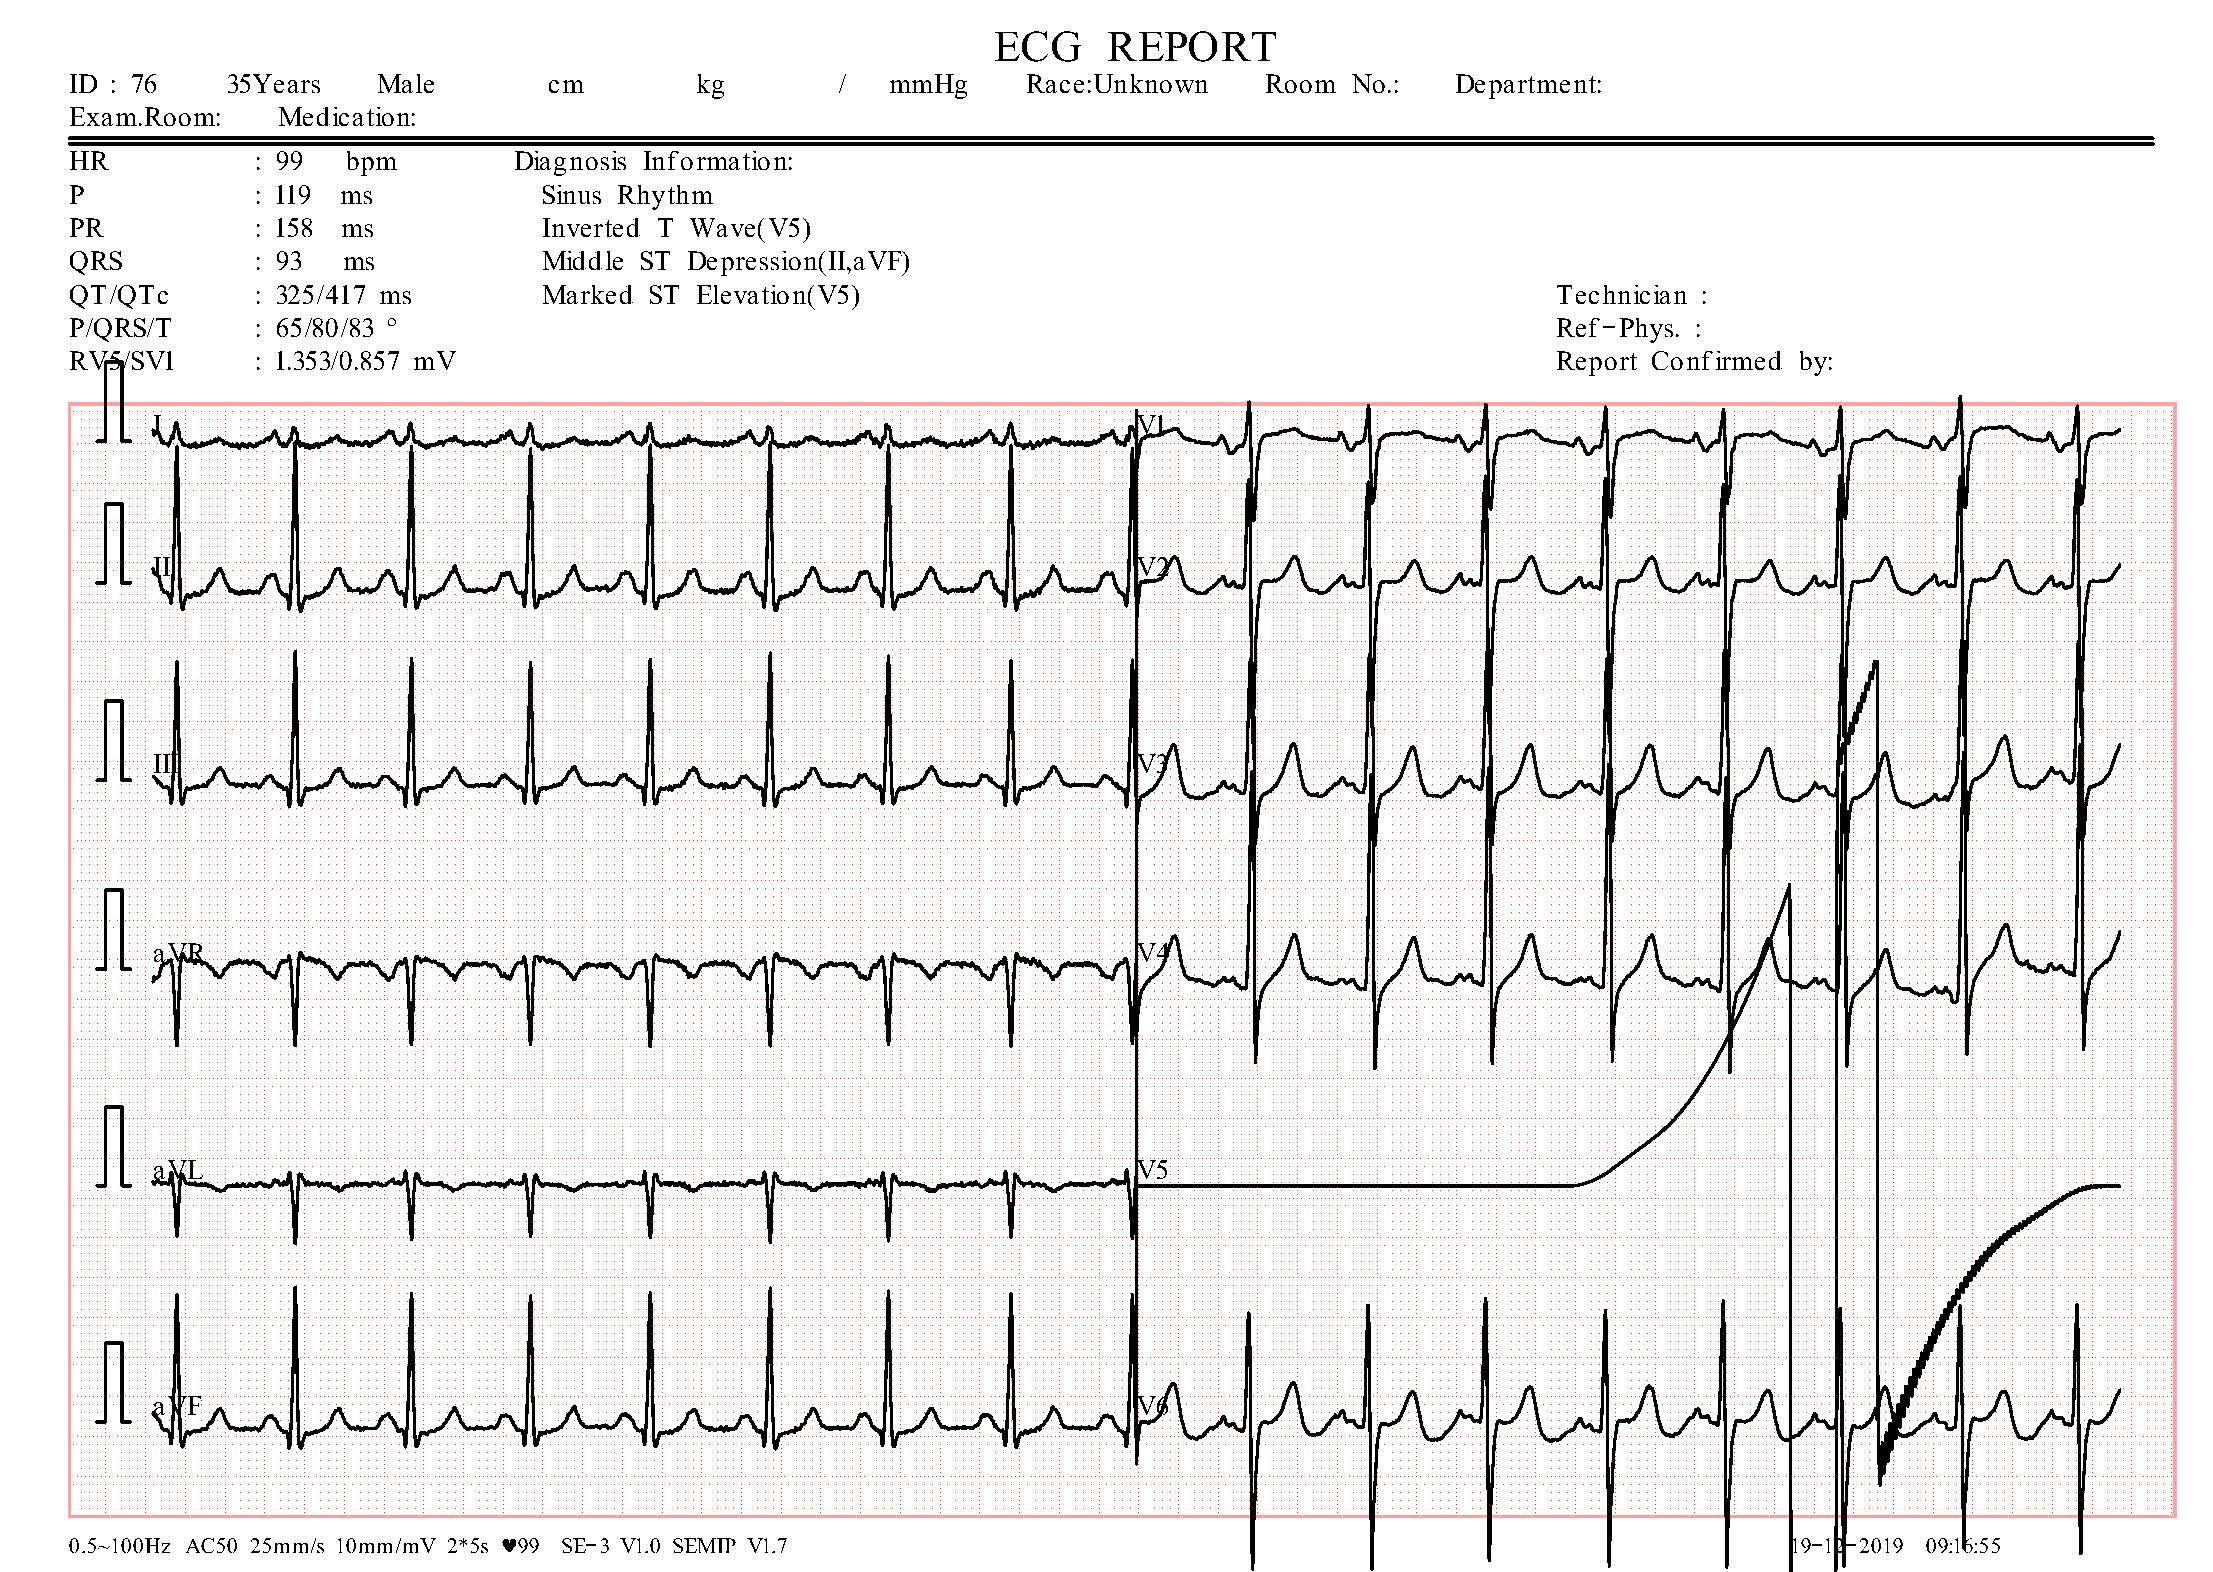 ECG REPORT
ID : 76 35Years Male cm kg / mmHg Race:Unknown Room No.: Department:
Exam.Room: Medication:
HR : 99 bpm Diagnosis Information:
P : 119 ms Sinus Rhythm
PR : 158 ms Inverted T Wave(V5)
QRS : 93 ms Middle ST Depression(II,aVF)
QT/QTc : 325/417 ms Marked ST Elevation(V5) Technician :
P/QRS/T : 65/80/83 ° Ref-Phys. :
RV5/SV1 : 1.353/0.857 mV Report Confirmed by:
I V1
II V2
III V3
aVR V4
aVL V5
aVF V6
0.5~100Hz AC50 25mm/s 10mm/mV 2*5s ♥99 SE-3 V1.0 SEMIP V1.7 19-12-2019 09:16:55